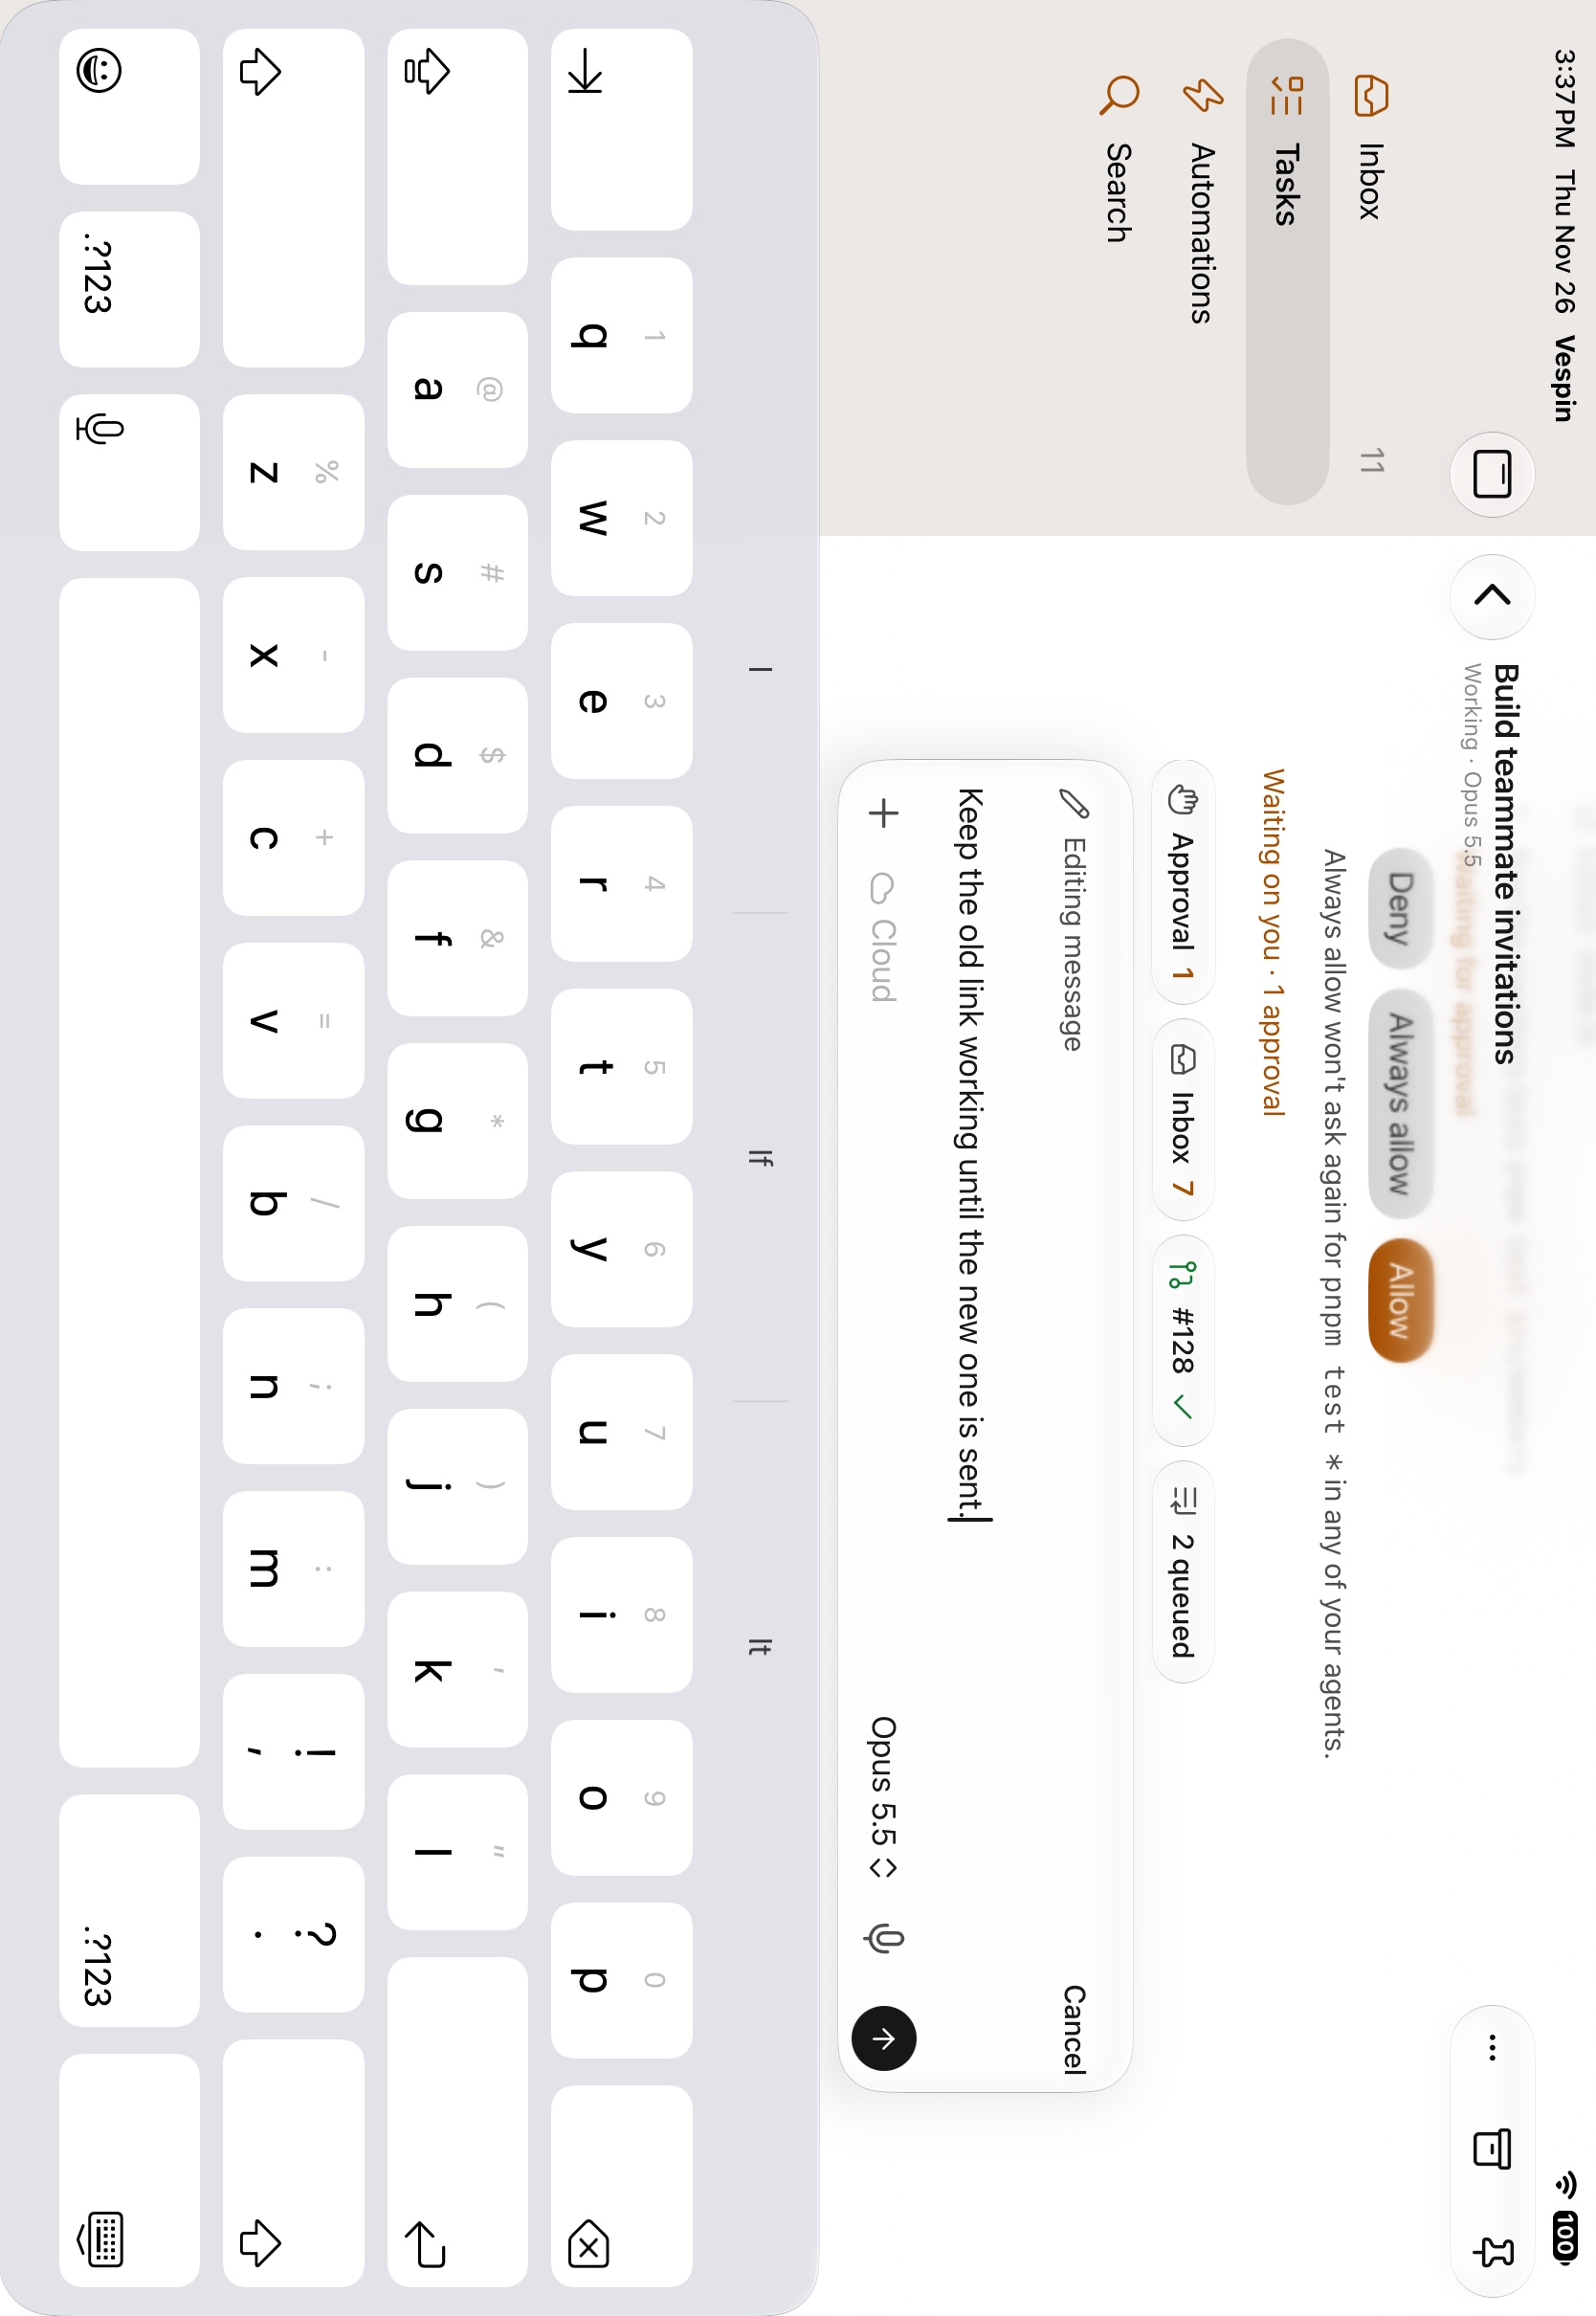 3:37 PM Thu Nov 26 Vespin
100
Build teammate invitations
Working · Opus 5.5
Waiting for approval
Deny Always allow Allow
Always allow won't ask again for pnpm test * in any of your agents.
Waiting on you · 1 approval
Inbox 11
Tasks
Automations
Search
Approval 1 Inbox 7 #128 2 queued
Editing message Cancel
Keep the old link working until the new one is sent.
Cloud Opus 5.5
I If It
1 2 3 4 5 6 7 8 9 0
q w e r t y u i o p
@ # $ & * ( ) ' "
a s d f g h j k l
% - + = / ; : ! ?
z x c v b n m , .
.?123 .?123